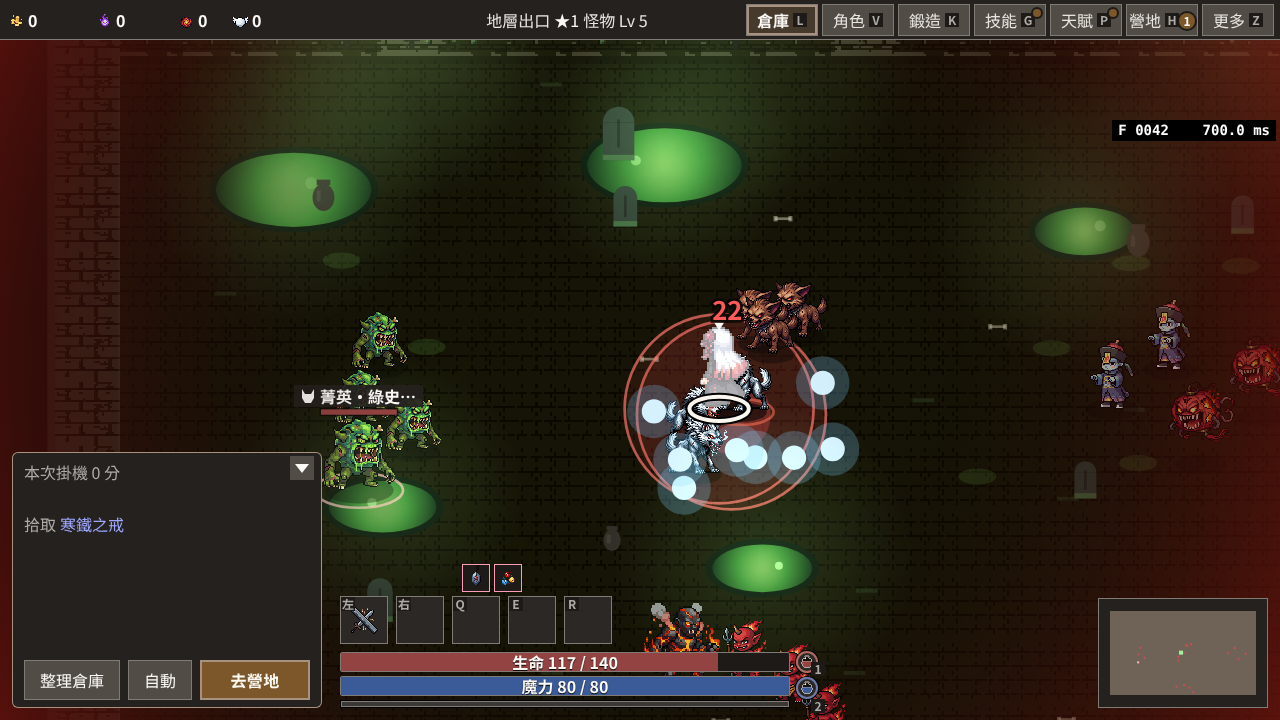 0 0 0 0 地層出口 ★1 怪物 Lv 5 倉庫 L 角色 V 鍛造 K 技能 G 天賦 P 營地 H 1 更多 Z
F 0042 700.0 ms
22
菁英・綠史…
本次掛機 0 分
拾取 寒鐵之戒
左 右 Q E R
生命 117 / 140 1
魔力 80 / 80 2
整理倉庫 自動 去營地